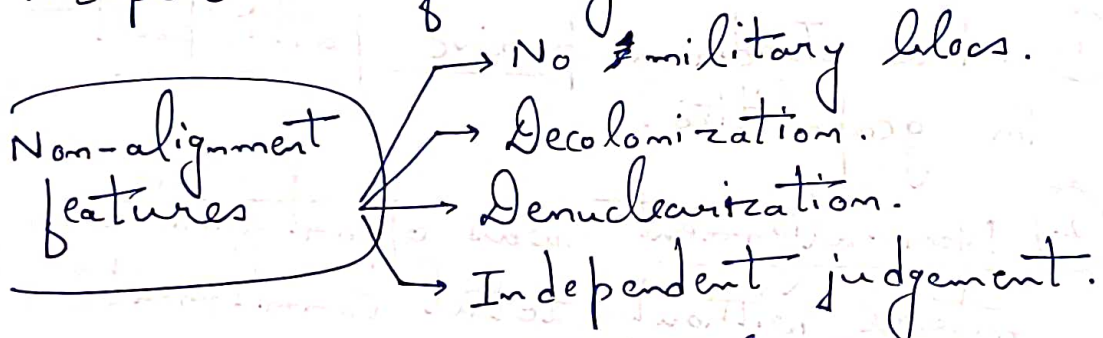 No military blocs.
Non-alignment
features
Decolonization.
Denuclearization.
Independent judgement.